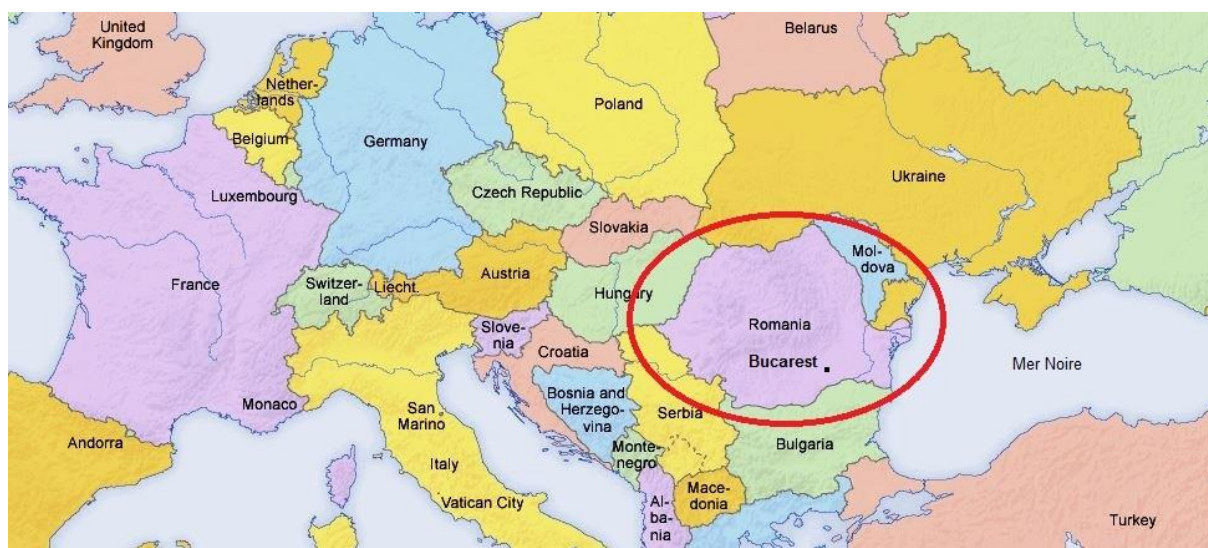 United
Kingdom
Belarus
Nether-
lands
Poland
Belgium
Germany
Ukraine
Luxembourg
Czech Republic
Slovakia
Mol-
dova
Austria
France
Switzer-
land
Liecht.
Hungary
Slove-
nia
Romania
Croatia
Bucarest
Mer Noire
Bosnia and
Herzego-
vina
Monaco
San
Marino
Serbia
Andorra
Monte-
negro
Bulgaria
Italy
Mace-
donia
Vatican City
Al-
ba-
nia
Turkey